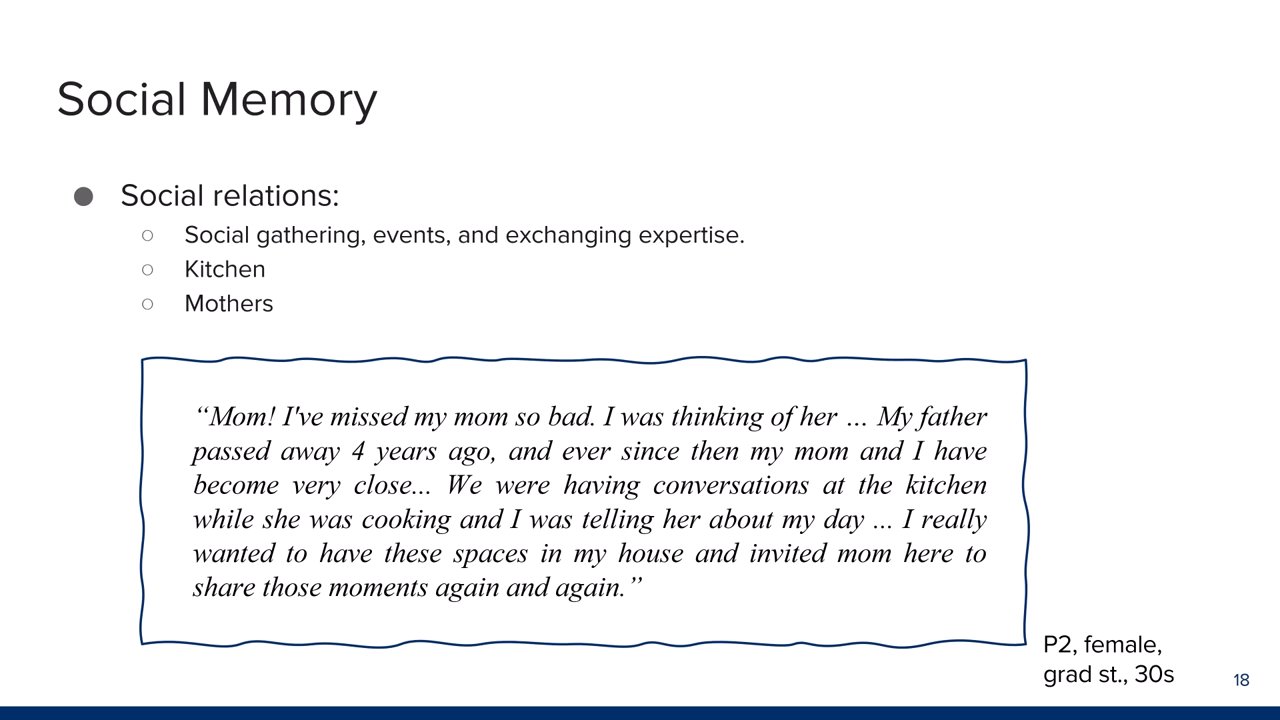 Social Memory
● Social relations:
○ Social gathering, events, and exchanging expertise.
○ Kitchen
○ Mothers
“Mom! I've missed my mom so bad. I was thinking of her ... My father
passed away 4 years ago, and ever since then my mom and I have
become very close... We were having conversations at the kitchen
while she was cooking and I was telling her about my day ... I really
wanted to have these spaces in my house and invited mom here to
share those moments again and again.”
P2, female,
grad st., 30s
18